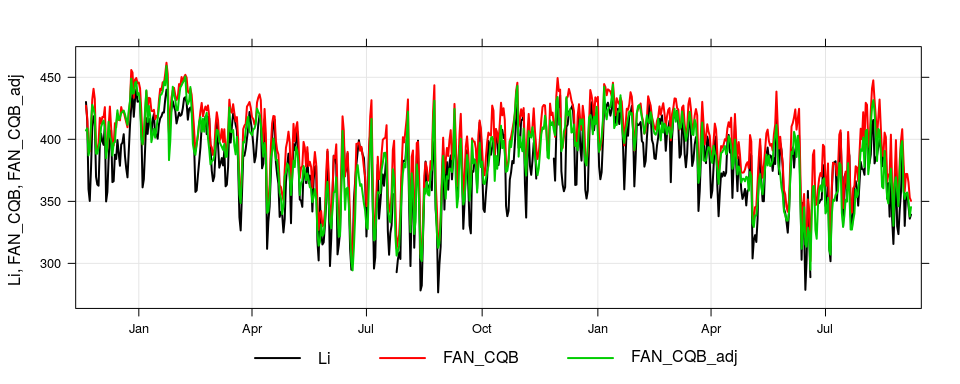 Li, FAN_CQB, FAN_CQB_adj
450
400
350
300
Jan Apr Jul Oct Jan Apr Jul
Li FAN_CQB FAN_CQB_adj